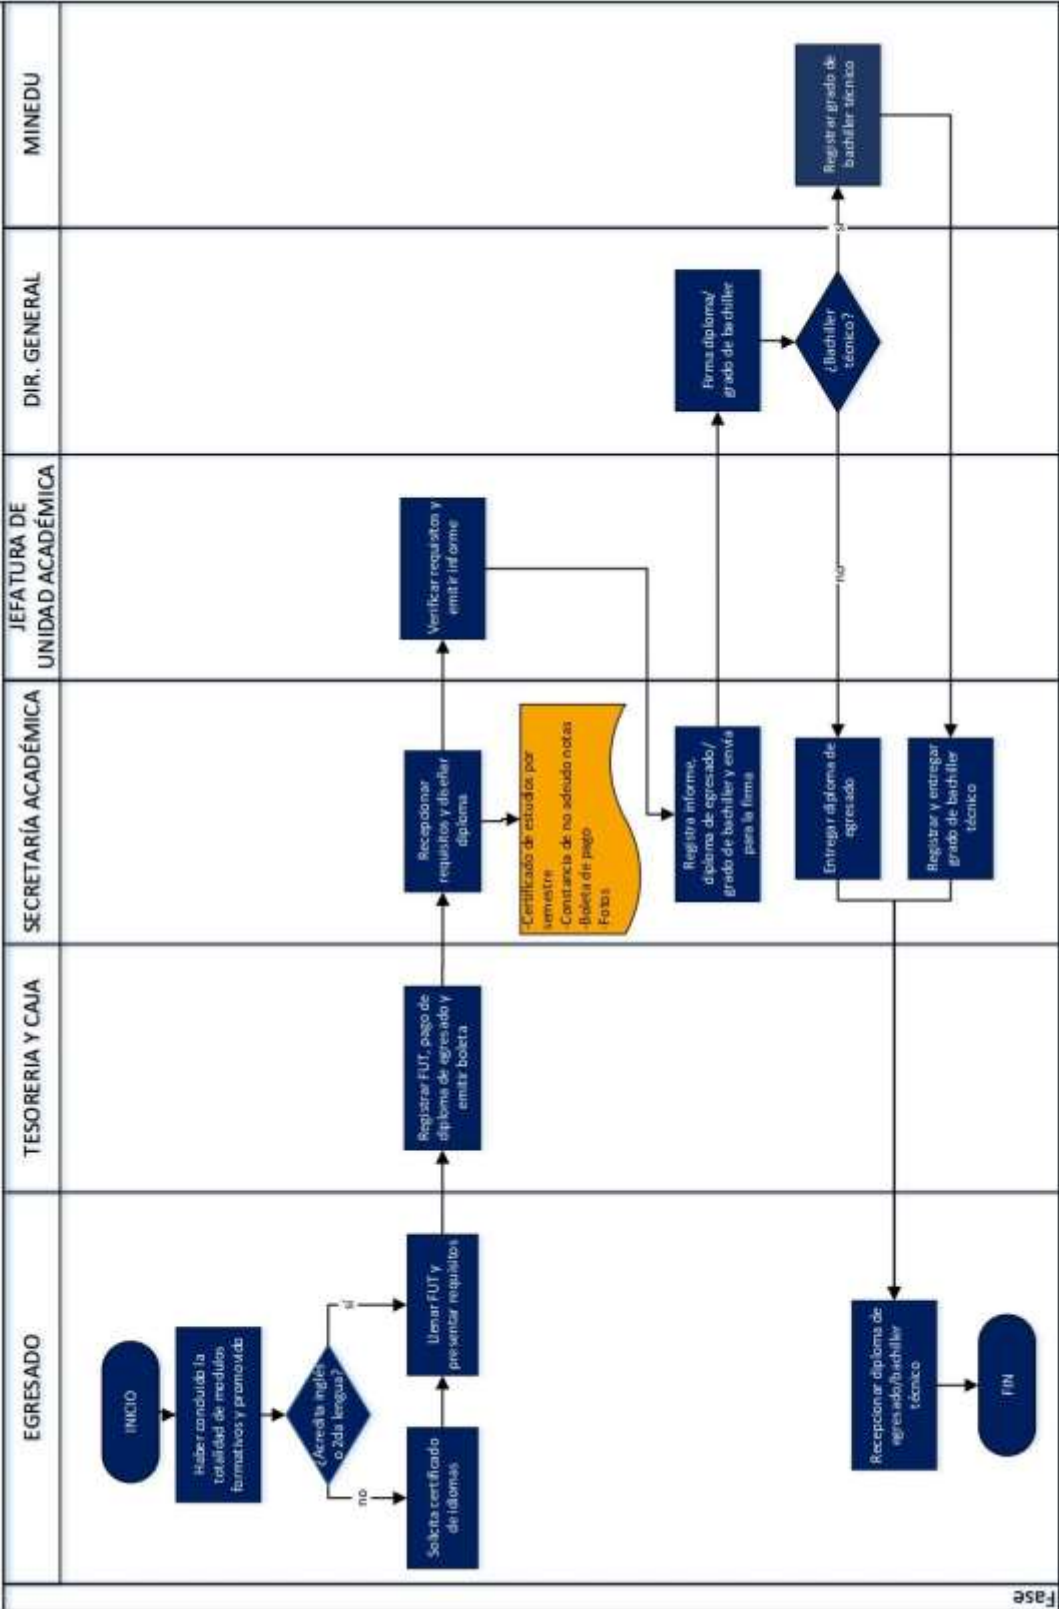 EGRESADO
TESORERIA Y CAJA
SECRETARÍA ACADÉMICA
JEFATURA DE
UNIDAD ACADÉMICA
DIR. GENERAL
MINEDU
Fase
INICIO
Haber concluido la
totalidad de modulos
formativos y promovido
¿Acredita inglés
o 2da lengua?
no
si
Solicita certificado
de idiomas
Llenar FUT y
presentar requisitos
Registrar FUT, pago de
diploma de egresado y
emitir boleta
Recepcionar
requisitos y diseñar
diploma
Verificar requisitos y
emitir informe
-Certificado de estudios por
semestre
-Constancia de no adeudo notas
-Boleta de pago
-Fotos
Registra informe,
diploma de egresado/
grado de bachiller y envía
para la firma
Firma diploma/
grado de bachiller
¿Bachiller
técnico?
no
si
Registrar grado de
bachiller técnico
Entregar diploma de
egresado
Registrar y entregar
grado de bachiller
técnico
Recepcionar diploma de
egresado/bachiller
técnico
FIN